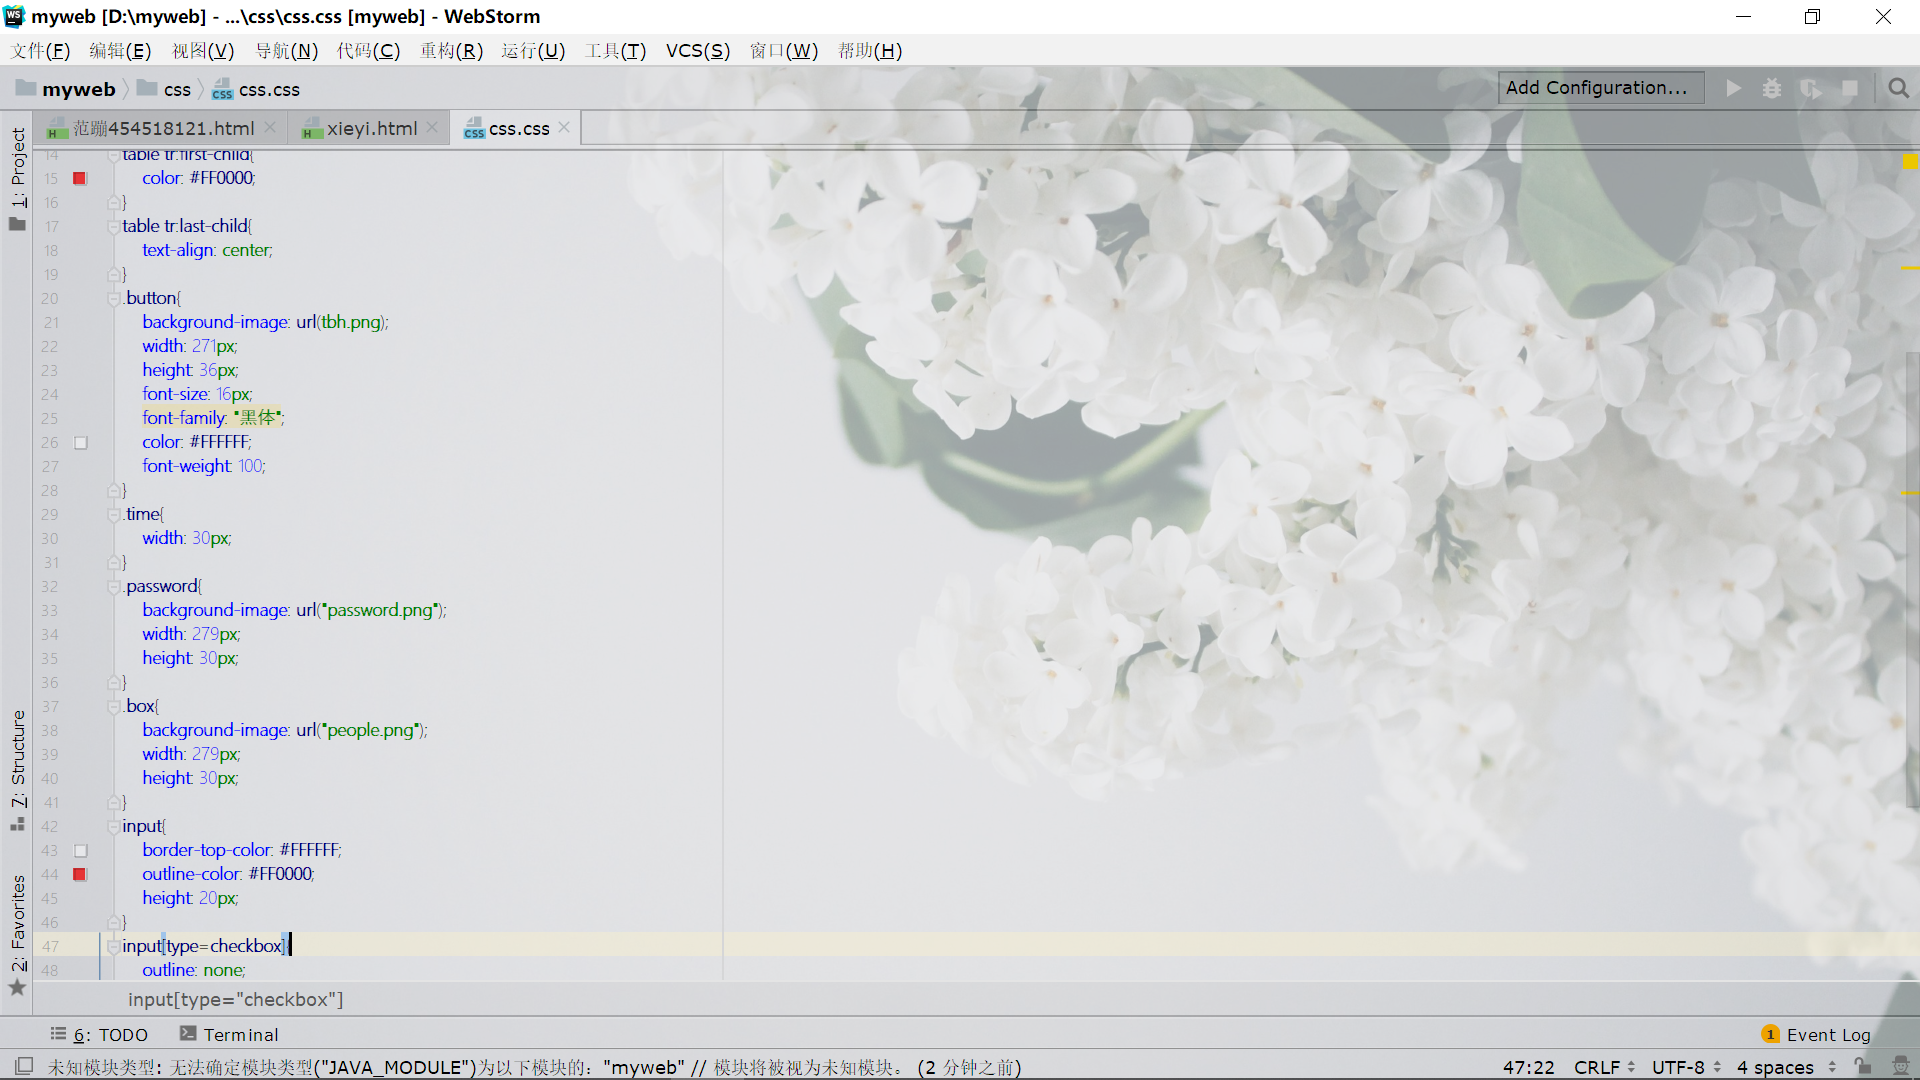 myweb [D:\myweb] - ...\css\css.css [myweb] - WebStorm
文件(F) 编辑(E) 视图(V) 导航(N) 代码(C) 重构(R) 运行(U) 工具(T) VCS(S) 窗口(W) 帮助(H)
myweb css css.css Add Configuration...
范蹦454518121.html xieyi.html css.css
1: Project
7: Structure
2: Favorites
14 table tr:first-child{
15 color: #FF0000;
16 }
17 table tr:last-child{
18 text-align: center;
19 }
20 .button{
21 background-image: url(tbh.png);
22 width: 271px;
23 height: 36px;
24 font-size: 16px;
25 font-family: "黑体";
26 color: #FFFFFF;
27 font-weight: 100;
28 }
29 .time{
30 width: 30px;
31 }
32 .password{
33 background-image: url("password.png");
34 width: 279px;
35 height: 30px;
36 }
37 .box{
38 background-image: url("people.png");
39 width: 279px;
40 height: 30px;
41 }
42 input{
43 border-top-color: #FFFFFF;
44 outline-color: #FF0000;
45 height: 20px;
46 }
47 input[type=checkbox]{
48 outline: none;
input[type="checkbox"]
6: TODO Terminal 1 Event Log
未知模块类型: 无法确定模块类型("JAVA_MODULE")为以下模块的: "myweb" // 模块将被视为未知模块。 (2 分钟之前) 47:22 CRLF UTF-8 4 spaces